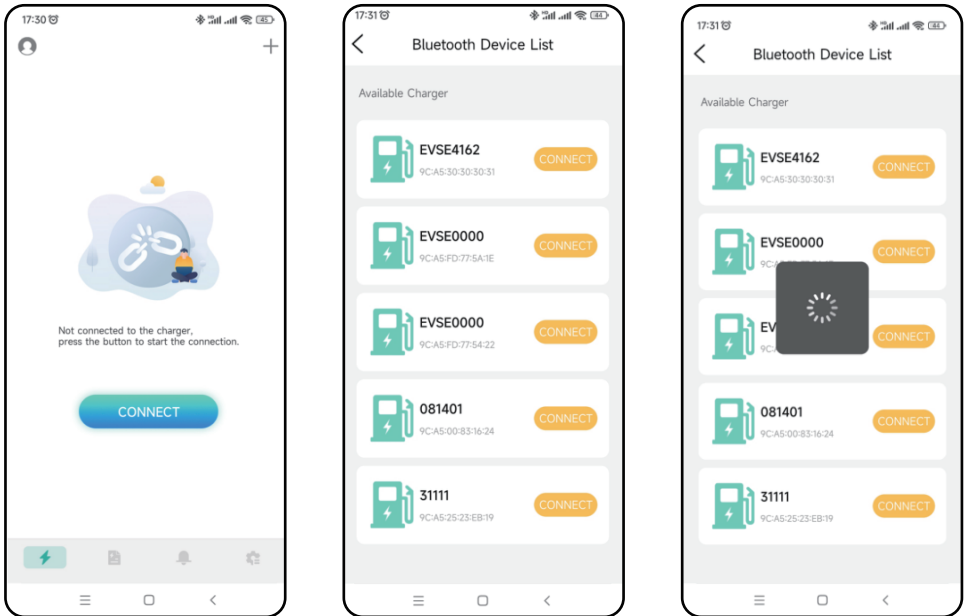 17:30
45
Not connected to the charger,
press the button to start the connection.
CONNECT
17:31
44
Bluetooth Device List
Available Charger
EVSE4162
9C:A5:30:30:30:31
CONNECT
EVSE0000
9C:A5:FD:77:5A:1E
CONNECT
EVSE0000
9C:A5:FD:77:54:22
CONNECT
081401
9C:A5:00:83:16:24
CONNECT
31111
9C:A5:25:23:EB:19
CONNECT
17:31
44
Bluetooth Device List
Available Charger
EVSE4162
9C:A5:30:30:30:31
CONNECT
EVSE0000
CONNECT
CONNECT
081401
9C:A5:00:83:16:24
CONNECT
31111
9C:A5:25:23:EB:19
CONNECT